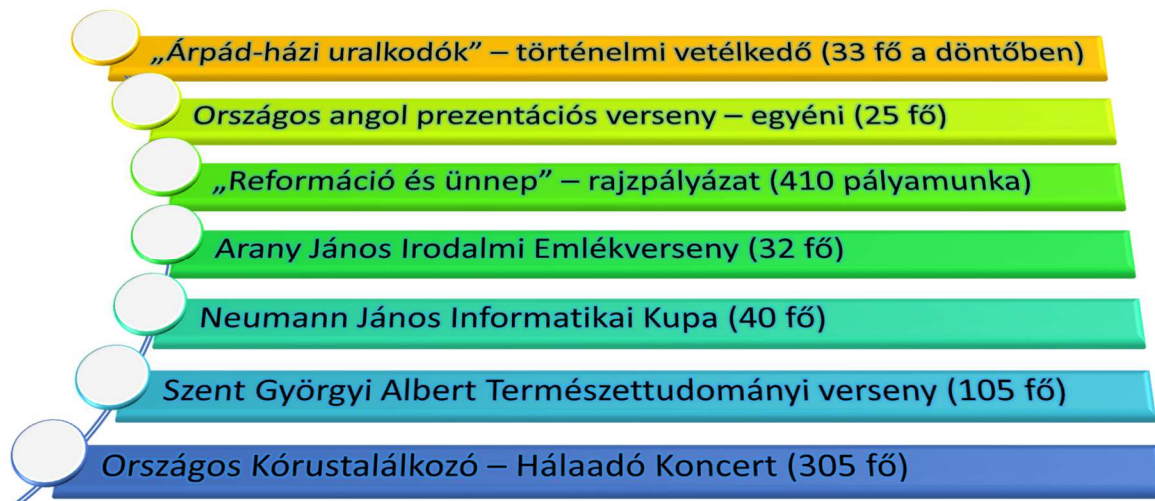 „Árpád-házi uralkodók” – történelmi vetélkedő (33 fő a döntőben)
Országos angol prezentációs verseny – egyéni (25 fő)
„Reformáció és ünnep” – rajzpályázat (410 pályamunka)
Arany János Irodalmi Emlékverseny (32 fő)
Neumann János Informatikai Kupa (40 fő)
Szent Györgyi Albert Természettudományi verseny (105 fő)
Országos Kórustalálkozó – Hálaadó Koncert (305 fő)